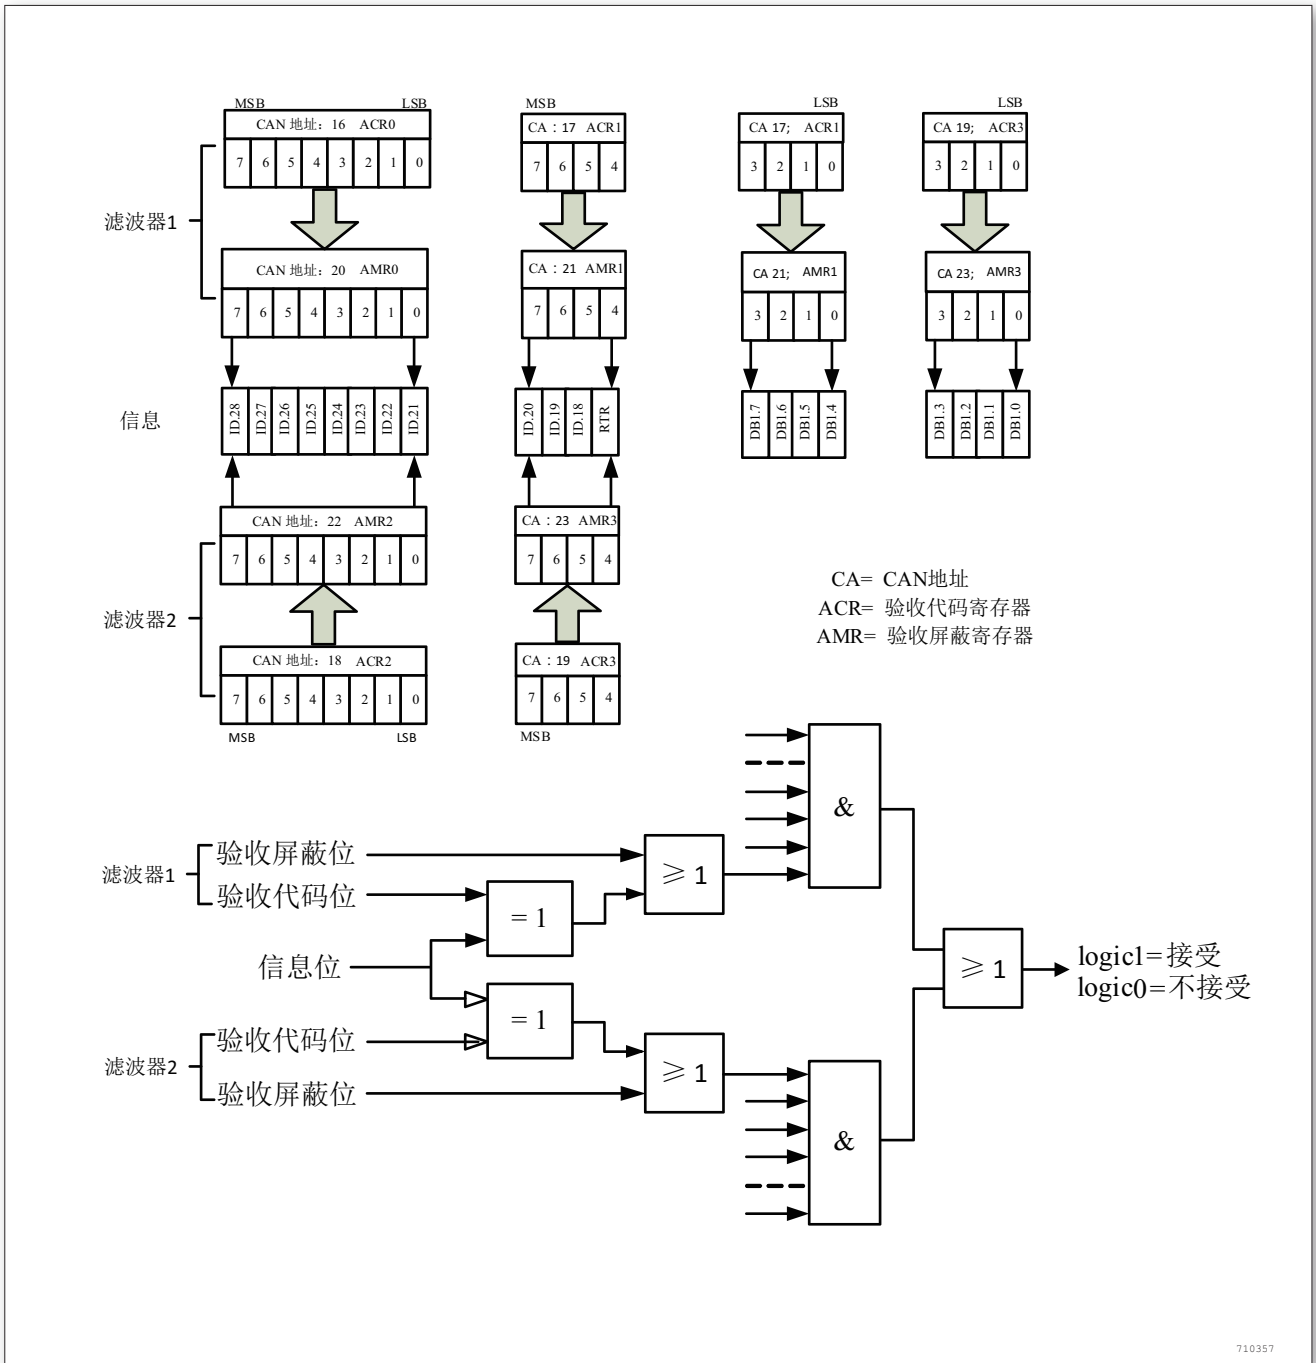 MSB LSB MSB LSB LSB
CAN 地址：16 ACR0 CA：17 ACR1 CA 17; ACR1 CA 19; ACR3
7 6 5 4 3 2 1 0 7 6 5 4 3 2 1 0 3 2 1 0
滤波器1
CAN 地址：20 AMR0 CA：21 AMR1 CA 21; AMR1 CA 23; AMR3
7 6 5 4 3 2 1 0 7 6 5 4 3 2 1 0 3 2 1 0
信息 ID.28 ID.27 ID.26 ID.25 ID.24 ID.23 ID.22 ID.21 ID.20 ID.19 ID.18 RTR DB1.7 DB1.6 DB1.5 DB1.4 DB1.3 DB1.2 DB1.1 DB1.0
CAN 地址：22 AMR2 CA：23 AMR3
7 6 5 4 3 2 1 0 7 6 5 4
CA= CAN地址
ACR= 验收代码寄存器
AMR= 验收屏蔽寄存器
滤波器2
CAN 地址：18 ACR2 CA：19 ACR3
7 6 5 4 3 2 1 0 7 6 5 4
MSB LSB MSB
&
滤波器1
验收屏蔽位
≥ 1
验收代码位
= 1
信息位
≥ 1
logic1=接受
logic0=不接受
= 1
滤波器2
验收代码位
≥ 1
验收屏蔽位
&
710357